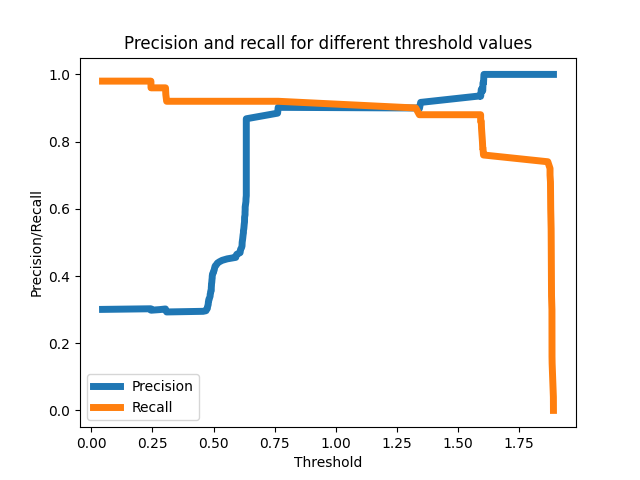 Precision and recall for different threshold values
1.0
0.8
0.6
0.4
0.2
0.0
Precision/Recall
Precision
Recall
0.00 0.25 0.50 0.75 1.00 1.25 1.50 1.75
Threshold